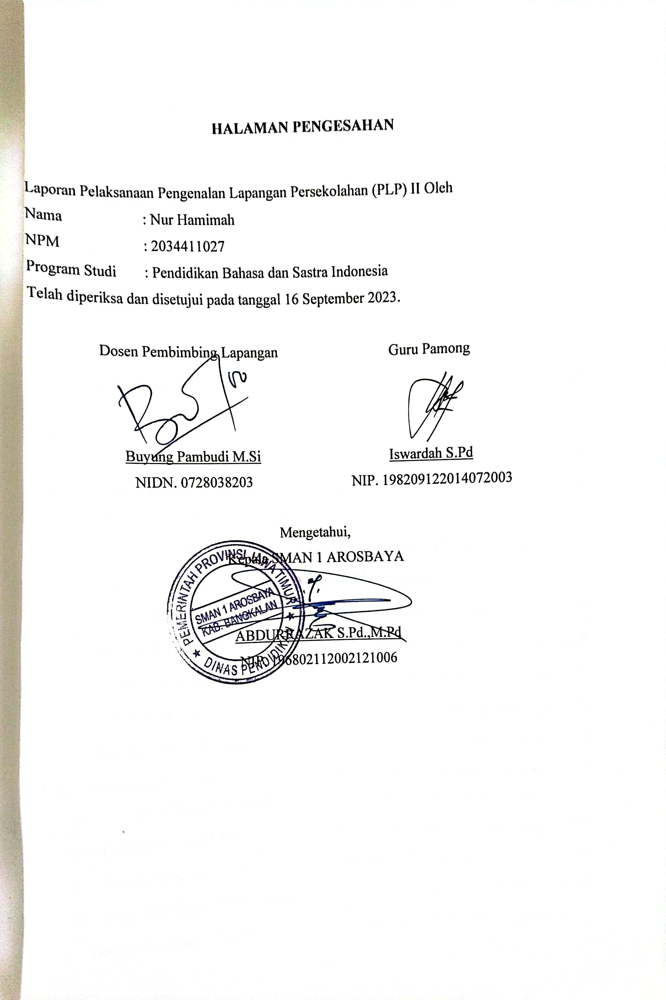 HALAMAN PENGESAHAN
Laporan Pelaksanaan Pengenalan Lapangan Persekolahan (PLP) II Oleh
Nama : Nur Hamimah
NPM : 2034411027
Program Studi : Pendidikan Bahasa dan Sastra Indonesia
Telah diperiksa dan disetujui pada tanggal 16 September 2023.
Dosen Pembimbing Lapangan
Guru Pamong
Buyung Pambudi M.Si
Iswardah S.Pd
NIDN. 0728038203
NIP. 198209122014072003
Mengetahui,
Kepala SMAN 1 AROSBAYA
PEMERINTAH PROVINSI JAWA TIMUR
SMAN 1 AROSBAYA
KAB. BANGKALAN
DINAS PENDIDIKAN
ABDURRAZAK S.Pd.,M.Pd
NIP. 196802112002121006